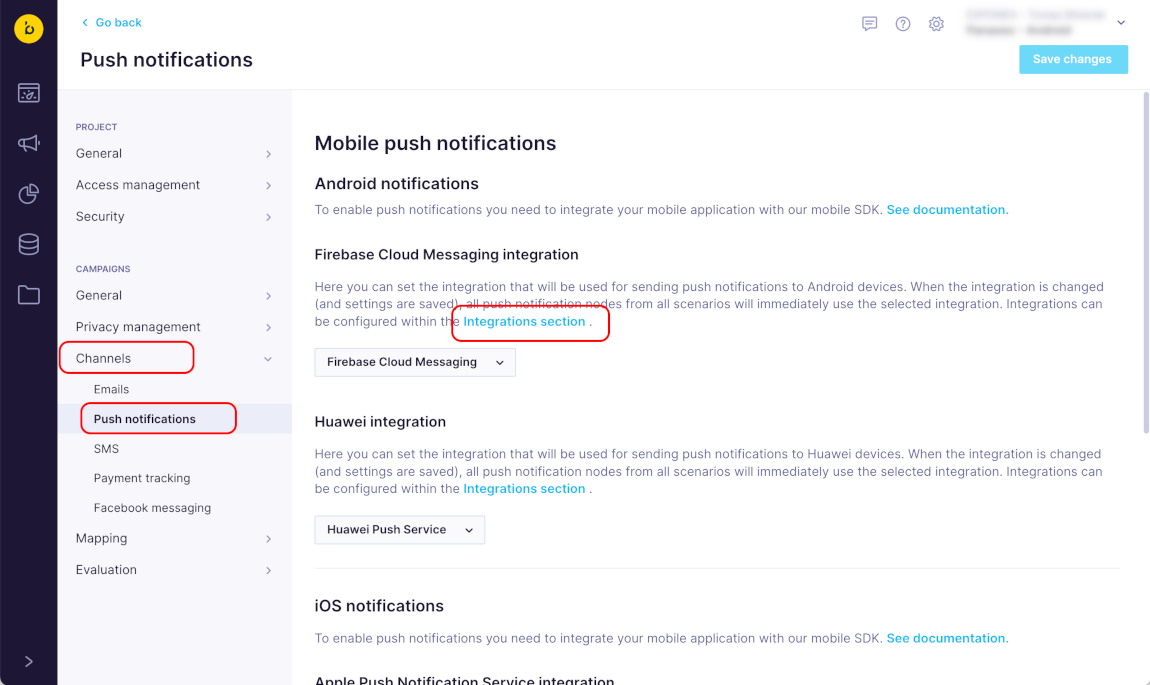 Go back
Push notifications
Save changes
PROJECT
General
Access management
Security
CAMPAIGNS
General
Privacy management
Channels
Emails
Push notifications
SMS
Payment tracking
Facebook messaging
Mapping
Evaluation
Mobile push notifications
Android notifications
To enable push notifications you need to integrate your mobile application with our mobile SDK. See documentation.
Firebase Cloud Messaging integration
Here you can set the integration that will be used for sending push notifications to Android devices. When the integration is changed
(and settings are saved), all push notification nodes from all scenarios will immediately use the selected integration. Integrations can
be configured within the Integrations section .
Firebase Cloud Messaging
Huawei integration
Here you can set the integration that will be used for sending push notifications to Huawei devices. When the integration is changed
(and settings are saved), all push notification nodes from all scenarios will immediately use the selected integration. Integrations can
be configured within the Integrations section .
Huawei Push Service
iOS notifications
To enable push notifications you need to integrate your mobile application with our mobile SDK. See documentation.
Apple Push Notification Service integration